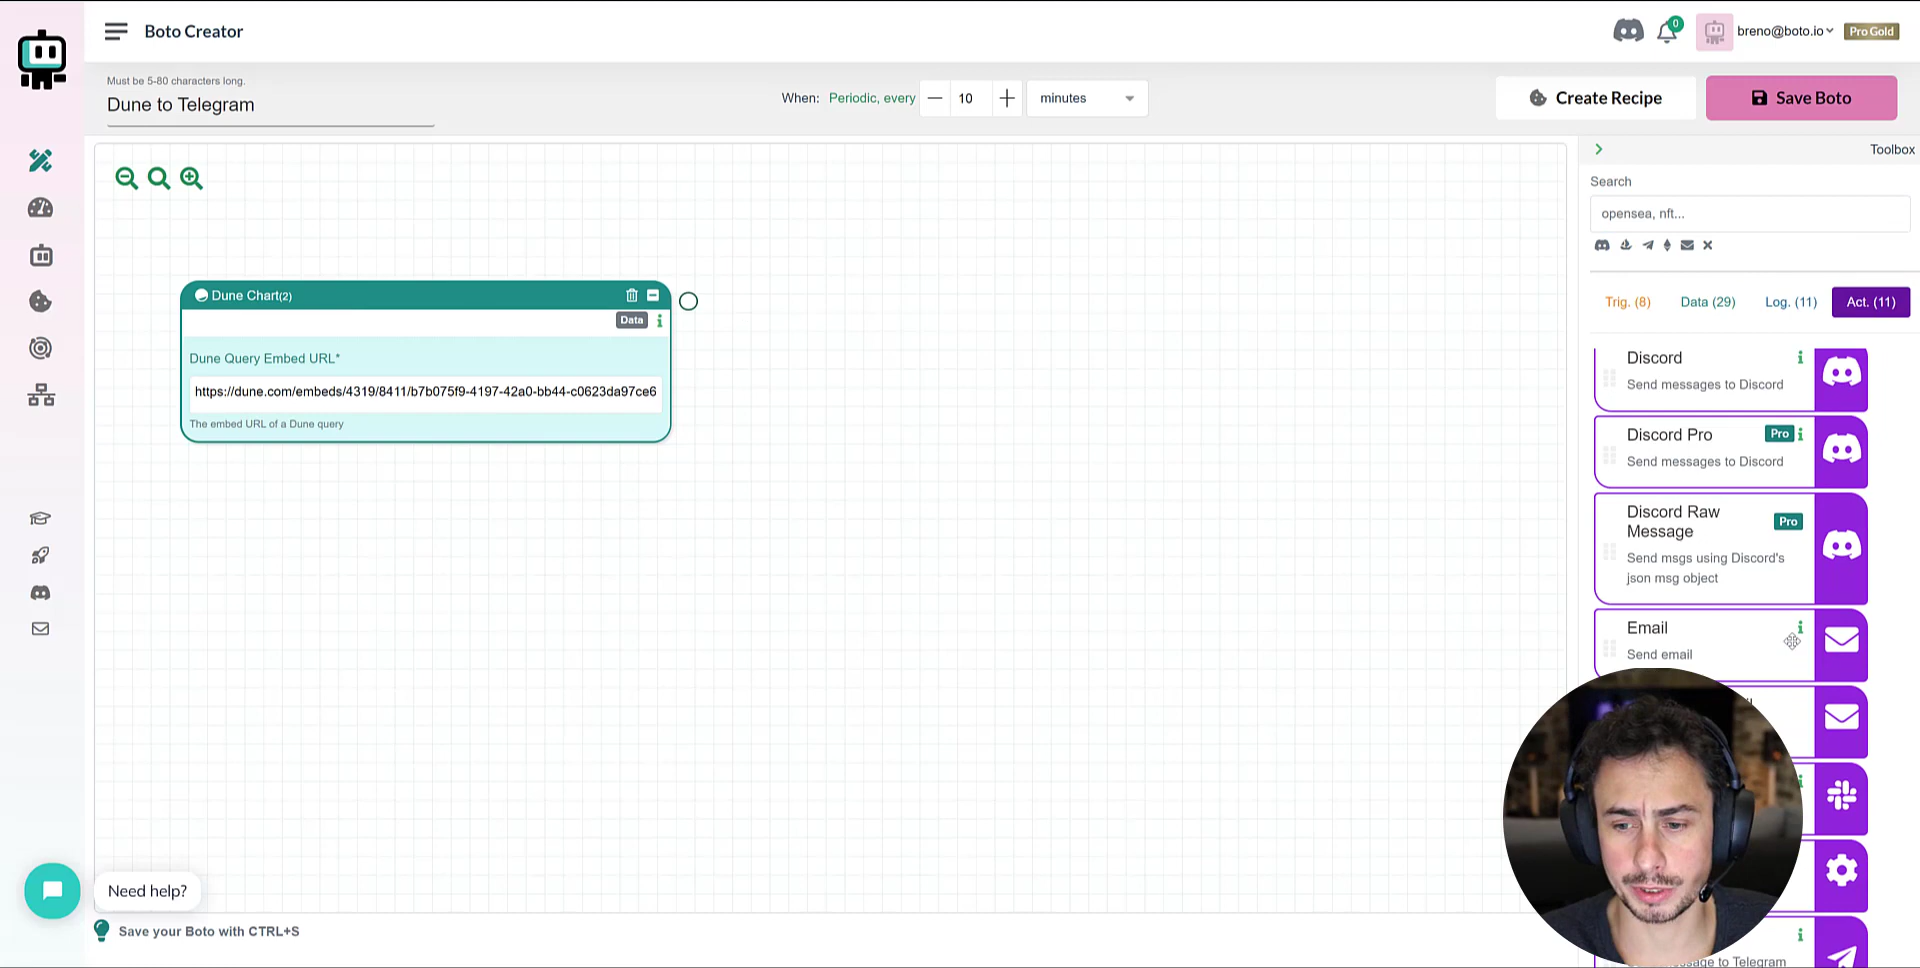 Boto Creator
0
breno@boto.io
Pro Gold
Must be 5-80 characters long.
Dune to Telegram
When: Periodic, every
10
minutes
Create Recipe
Save Boto
Toolbox
Search
opensea, nft...
Trig. (8)
Data (29)
Log. (11)
Act. (11)
Dune Chart(2)
Data
Dune Query Embed URL*
https://dune.com/embeds/4319/8411/b7b075f9-4197-42a0-bb44-c0623da97ce6
The embed URL of a Dune query
Discord
Send messages to Discord
Discord Pro
Pro
Send messages to Discord
Discord Raw
Message
Pro
Send msgs using Discord's
json msg object
Email
Send email
message to Telegram
Need help?
Save your Boto with CTRL+S